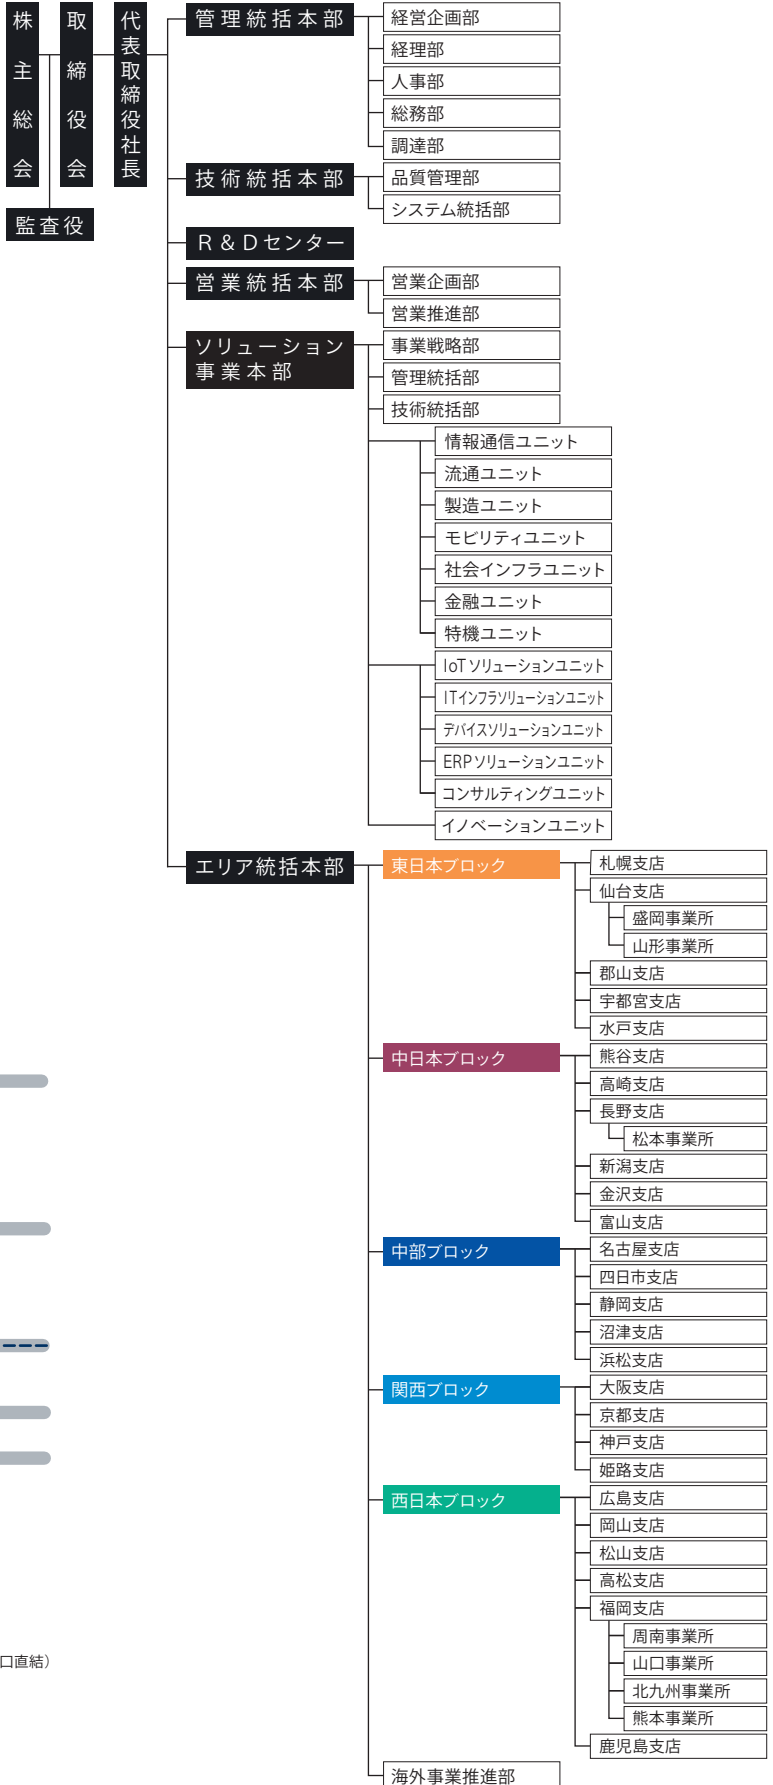 株主総会
取締役会
代表取締役社長
監査役
管理統括本部
経営企画部
経理部
人事部
総務部
調達部
技術統括本部
品質管理部
システム統括部
R&Dセンター
営業統括本部
営業企画部
営業推進部
ソリューション
事業本部
事業戦略部
管理統括部
技術統括部
情報通信ユニット
流通ユニット
製造ユニット
モビリティユニット
社会インフラユニット
金融ユニット
特機ユニット
IoTソリューションユニット
ITインフラソリューションユニット
デバイスソリューションユニット
ERPソリューションユニット
コンサルティングユニット
イノベーションユニット
エリア統括本部
東日本ブロック
札幌支店
仙台支店
盛岡事業所
山形事業所
郡山支店
宇都宮支店
水戸支店
中日本ブロック
熊谷支店
高崎支店
長野支店
松本事業所
新潟支店
金沢支店
富山支店
中部ブロック
名古屋支店
四日市支店
静岡支店
沼津支店
浜松支店
関西ブロック
大阪支店
京都支店
神戸支店
姫路支店
西日本ブロック
広島支店
岡山支店
松山支店
高松支店
福岡支店
周南事業所
山口事業所
北九州事業所
熊本事業所
鹿児島支店
海外事業推進部
口直結）